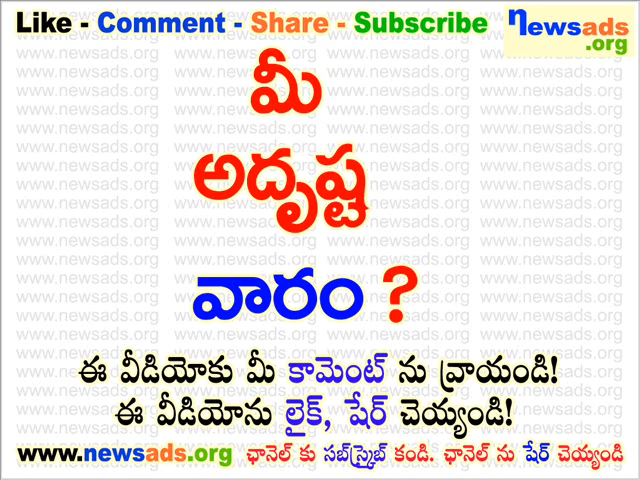 Like - Comment - Share - Subscribe
newsads
.org
మీ
అదృష్ట
వారం ?
ఈ వీడియోకు మీ కామెంట్ ను వ్రాయండి!
ఈ వీడియోను లైక్, షేర్ చెయ్యండి!
www.newsads.org ఛానెల్ కు సబ్‌స్క్రైబ్ కండి. ఛానెల్ ను షేర్ చెయ్యండి